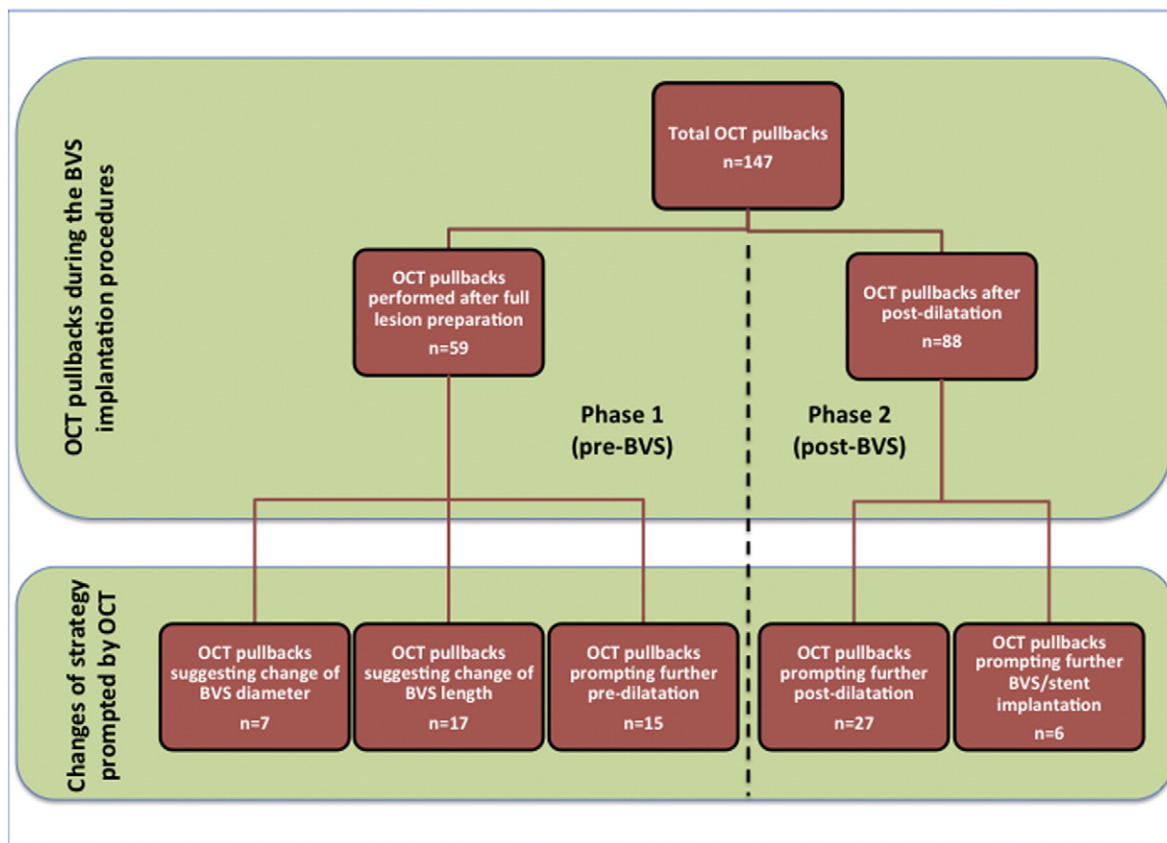 OCT pullbacks during the BVS
implantation procedures
Total OCT pullbacks
n=147
OCT pullbacks
performed after full
lesion preparation
n=59
OCT pullbacks after
post-dilatation
n=88
Phase 1
(pre-BVS)
Phase 2
(post-BVS)
Changes of strategy
prompted by OCT
OCT pullbacks
suggesting change of
BVS diameter
n=7
OCT pullbacks
suggesting change of
BVS length
n=17
OCT pullbacks
prompting further
pre-dilatation
n=15
OCT pullbacks
prompting further
post-dilatation
n=27
OCT pullbacks
prompting further
BVS/stent
implantation
n=6